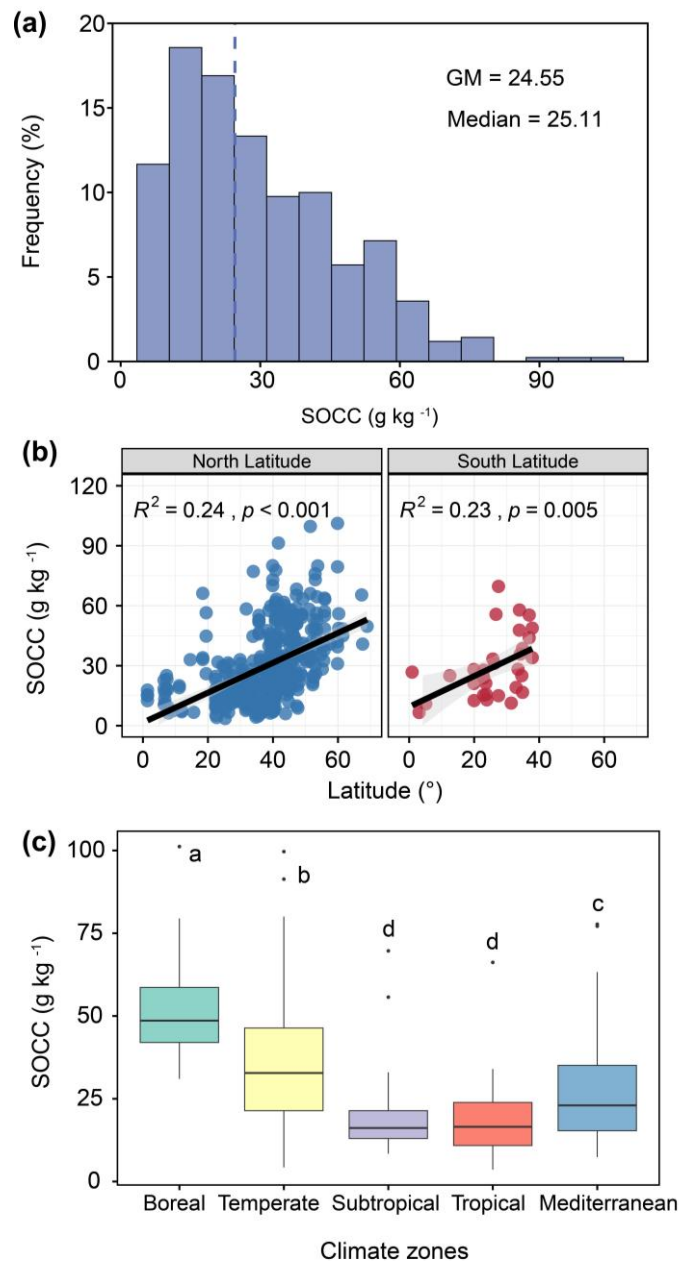 (a)
20
15
10
5
0
Frequency (%)
GM = 24.55
Median = 25.11
0 30 60 90
SOCC (g kg -1)
(b)
North Latitude South Latitude
120
90
60
30
0
SOCC (g kg -1)
R2 = 0.24 , p < 0.001
R2 = 0.23 , p = 0.005
0 20 40 60 0 20 40 60
Latitude (°)
(c)
100
75
50
25
0
SOCC (g kg -1)
a b d d c
Boreal Temperate Subtropical Tropical Mediterranean
Climate zones